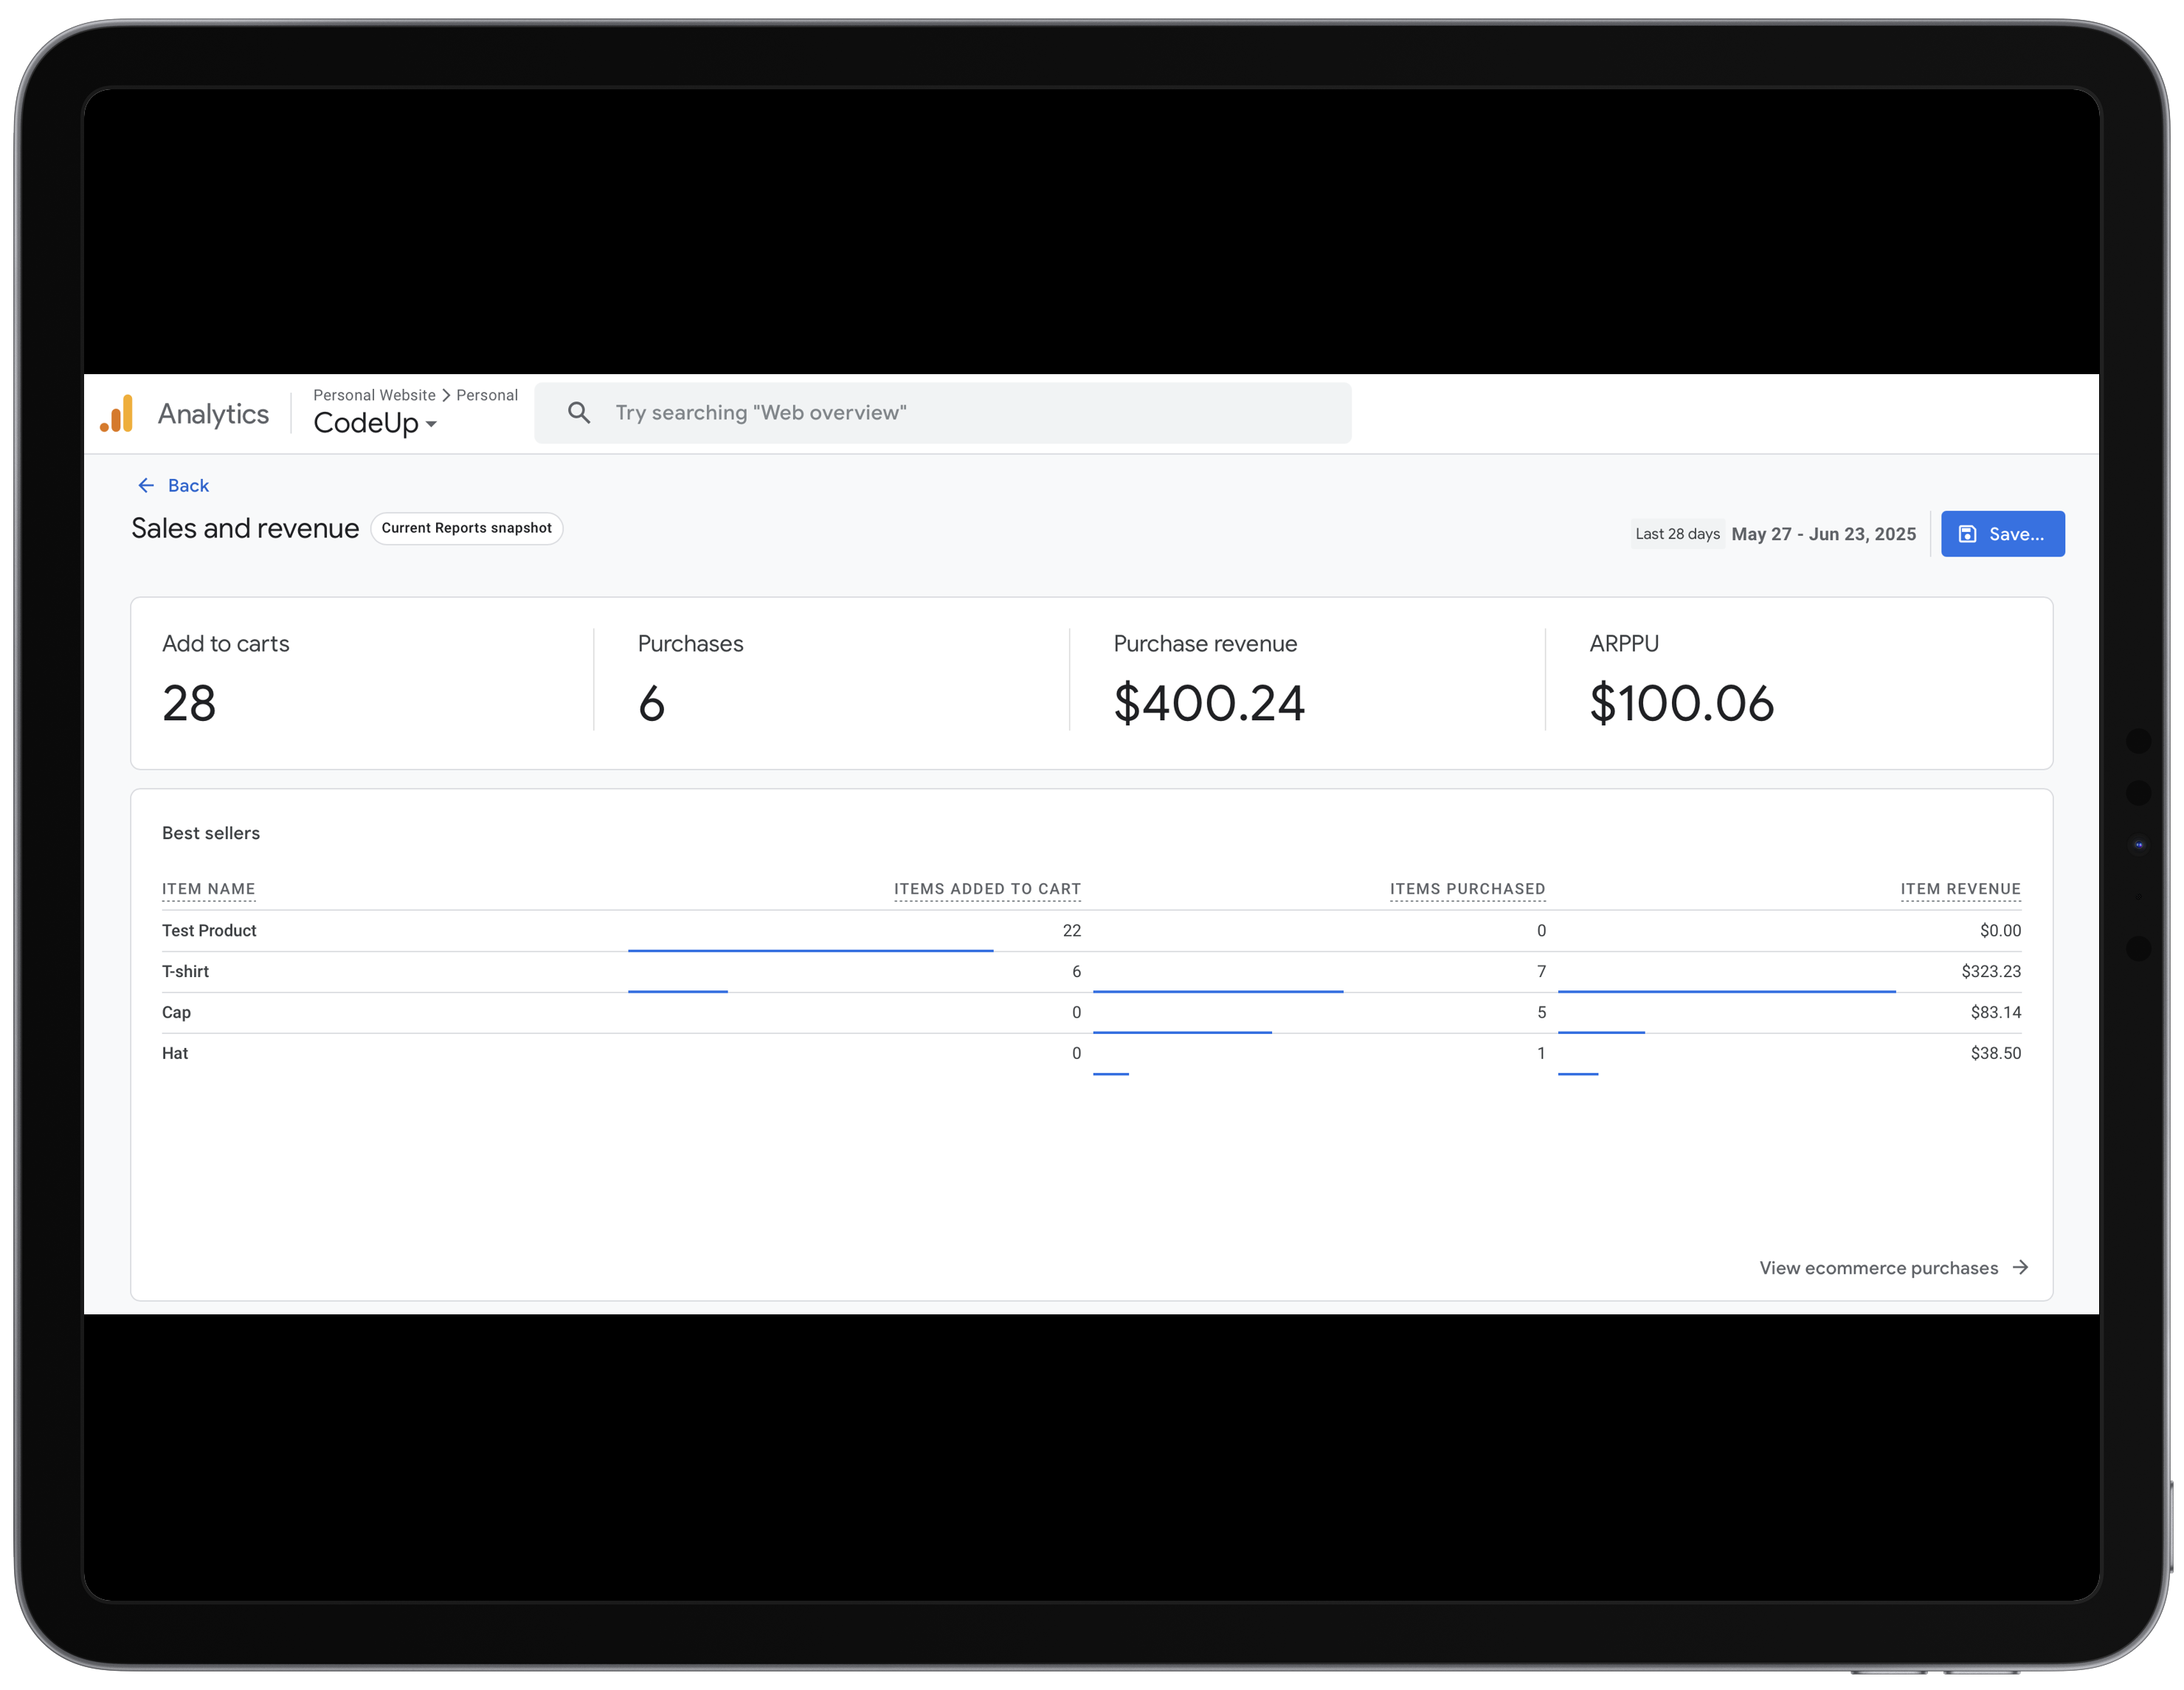 Analytics
Personal Website > Personal
CodeUp
Try searching "Web overview"
Back
Sales and revenue
Current Reports snapshot
Last 28 days May 27 - Jun 23, 2025
Save...
Add to carts
28
Purchases
6
Purchase revenue
$400.24
ARPPU
$100.06
Best sellers
ITEM NAME ITEMS ADDED TO CART ITEMS PURCHASED ITEM REVENUE
Test Product 22 0 $0.00
T-shirt 6 7 $323.23
Cap 0 5 $83.14
Hat 0 1 $38.50
View ecommerce purchases